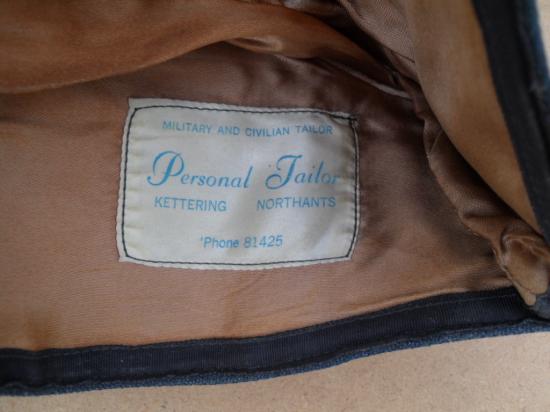 MILITARY AND CIVILIAN TAILOR
Personal Tailor
KETTERING NORTHANTS
'Phone 81425